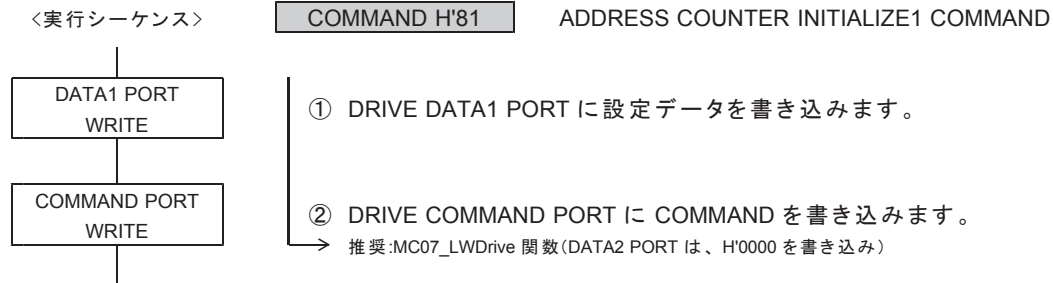 〈実行シーケンス〉 COMMAND H'81 ADDRESS COUNTER INITIALIZE1 COMMAND
DATA1 PORT
WRITE
① DRIVE DATA1 PORT に設定データを書き込みます。
COMMAND PORT
WRITE
② DRIVE COMMAND PORT に COMMAND を書き込みます。
推奨:MC07_LWDrive 関数(DATA2 PORT は、H'0000 を書き込み)